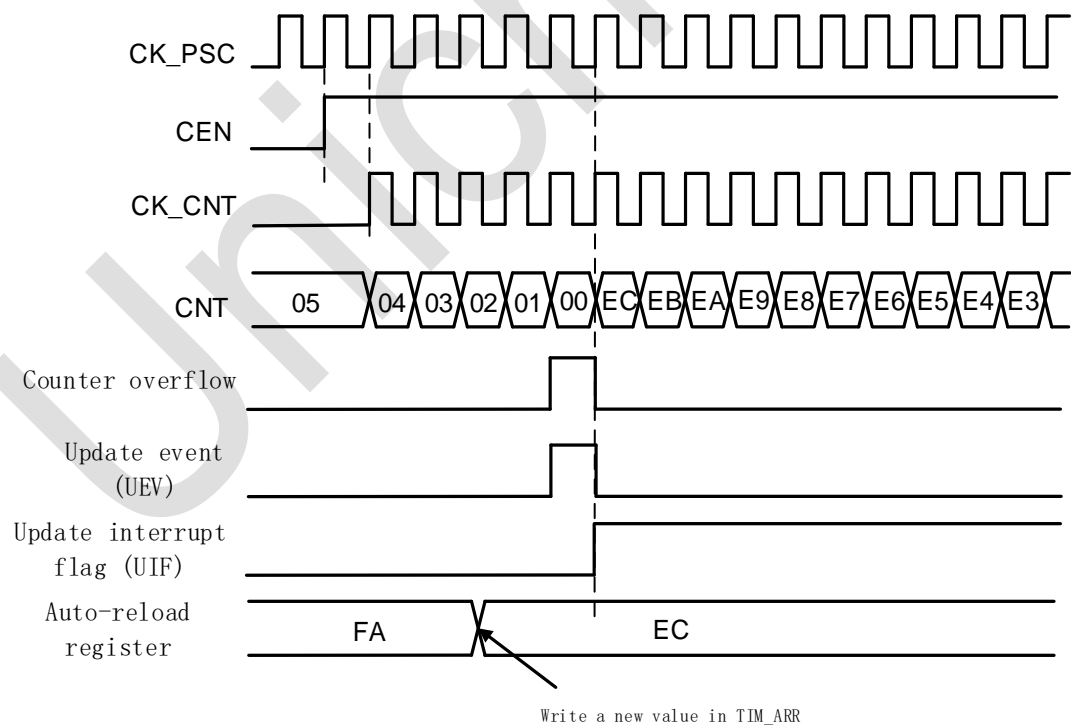 CK_PSC
CEN
CK_CNT
CNT 05 04 03 02 01 00 EC EB EA E9 E8 E7 E6 E5 E4 E3
Counter overflow
Update event
(UEV)
Update interrupt
flag (UIF)
Auto-reload
register
FA EC
Write a new value in TIM_ARR